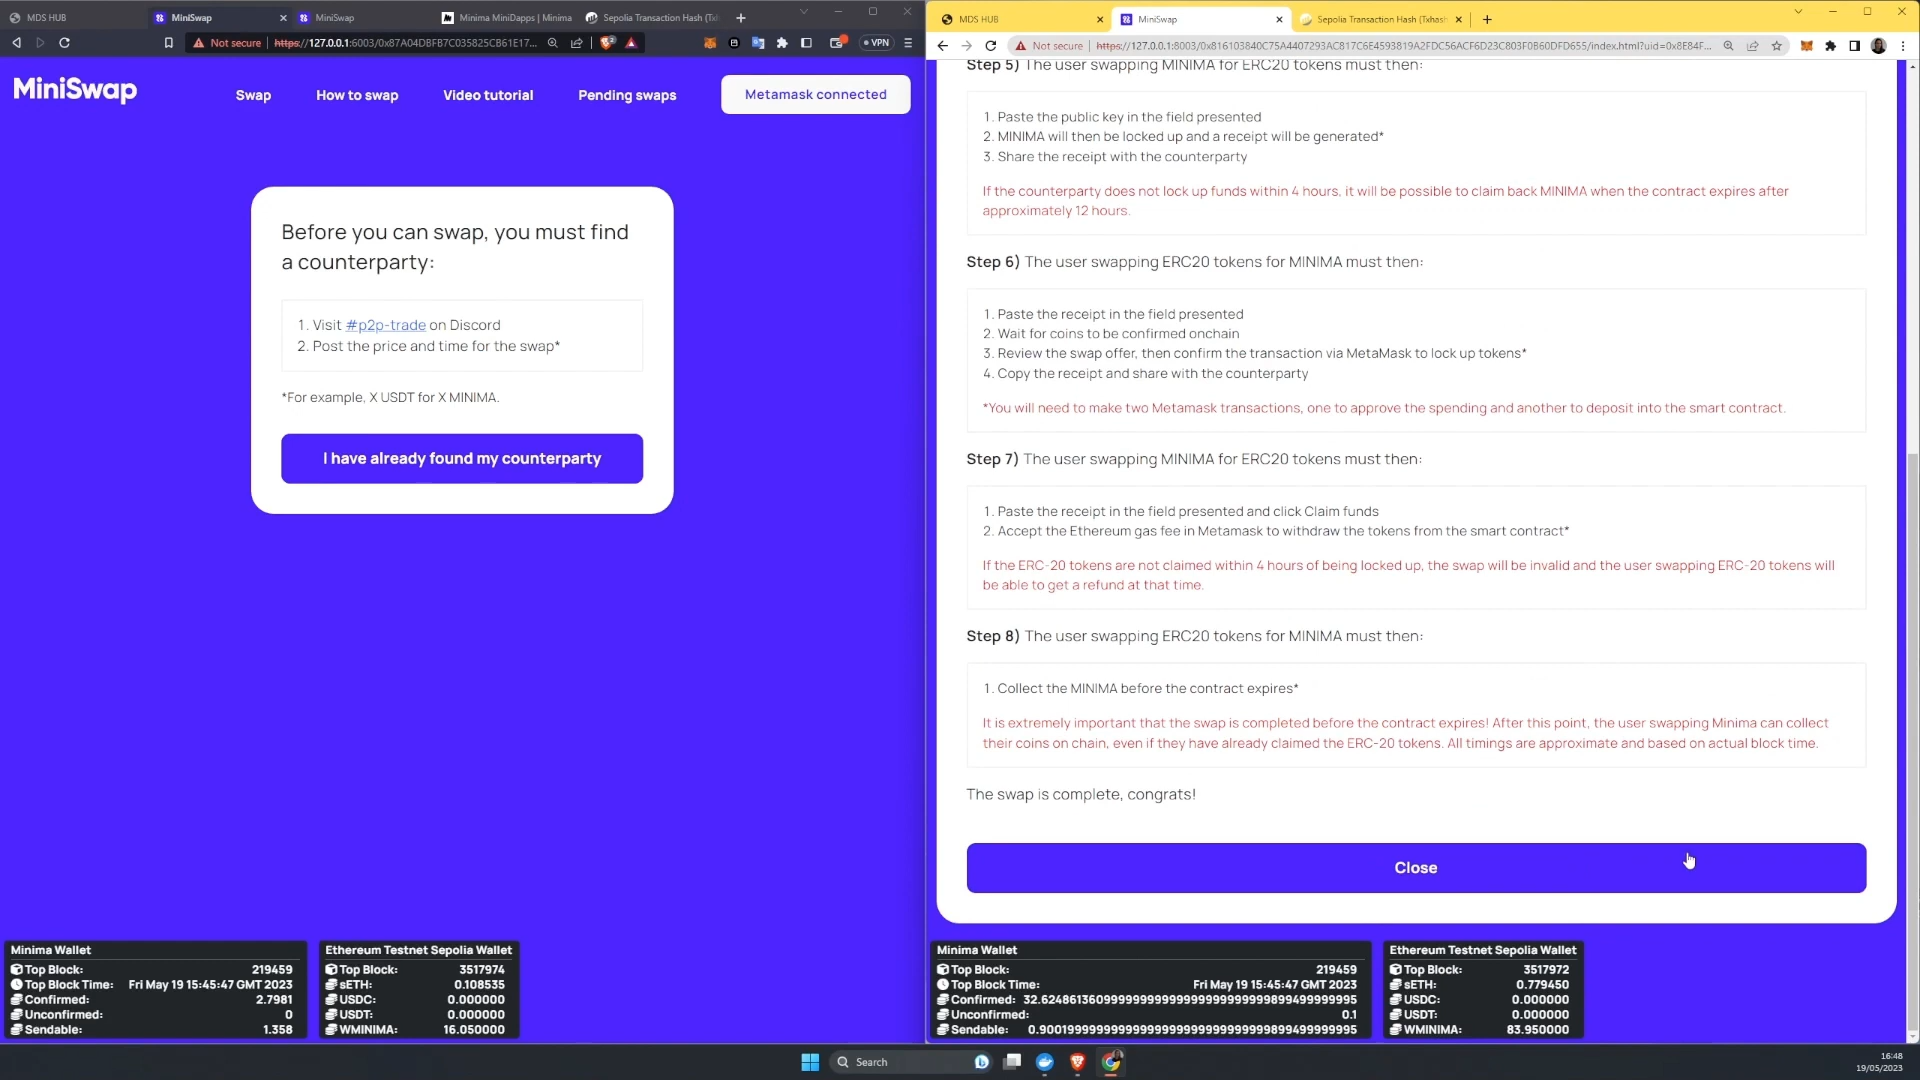 MDS HUB
MiniSwap
MiniSwap
Minima MiniDapps | Minima
Sepolia Transaction Hash (Txh
Not secure
https://127.0.0.1:6003/0x87A04DBFB7C035825CB61E17...
VPN
MiniSwap
Swap
How to swap
Video tutorial
Pending swaps
Metamask connected
Before you can swap, you must find
a counterparty:
1. Visit #p2p-trade on Discord
2. Post the price and time for the swap*
*For example, X USDT for X MINIMA.
I have already found my counterparty
Minima Wallet
Top Block: 219459
Top Block Time: Fri May 19 15:45:47 GMT 2023
Confirmed: 2.7981
Unconfirmed: 0
Sendable: 1.358
Ethereum Testnet Sepolia Wallet
Top Block: 3517974
sETH: 0.108535
USDC: 0.000000
USDT: 0.000000
WMINIMA: 16.050000
MDS HUB
MiniSwap
Sepolia Transaction Hash (Txhash
Not secure
https://127.0.0.1:8003/0x816103840C75A4407293AC817C6E4593819A2FDC56ACF6D23C803F0B60DFD655/index.html?uid=0x8E84F...
Step 5) The user swapping MINIMA for ERC20 tokens must then:
1. Paste the public key in the field presented
2. MINIMA will then be locked up and a receipt will be generated*
3. Share the receipt with the counterparty
If the counterparty does not lock up funds within 4 hours, it will be possible to claim back MINIMA when the contract expires after
approximately 12 hours.
Step 6) The user swapping ERC20 tokens for MINIMA must then:
1. Paste the receipt in the field presented
2. Wait for coins to be confirmed onchain
3. Review the swap offer, then confirm the transaction via MetaMask to lock up tokens*
4. Copy the receipt and share with the counterparty
*You will need to make two Metamask transactions, one to approve the spending and another to deposit into the smart contract.
Step 7) The user swapping MINIMA for ERC20 tokens must then:
1. Paste the receipt in the field presented and click Claim funds
2. Accept the Ethereum gas fee in Metamask to withdraw the tokens from the smart contract*
If the ERC-20 tokens are not claimed within 4 hours of being locked up, the swap will be invalid and the user swapping ERC-20 tokens will
be able to get a refund at that time.
Step 8) The user swapping ERC20 tokens for MINIMA must then:
1. Collect the MINIMA before the contract expires*
It is extremely important that the swap is completed before the contract expires! After this point, the user swapping Minima can collect
their coins on chain, even if they have already claimed the ERC-20 tokens. All timings are approximate and based on actual block time.
The swap is complete, congrats!
Close
Minima Wallet
Top Block: 219459
Top Block Time: Fri May 19 15:45:47 GMT 2023
Unconfirmed: 0.1
Ethereum Testnet Sepolia Wallet
Top Block: 3517972
sETH: 0.779450
USDC: 0.000000
USDT: 0.000000
WMINIMA: 83.950000
Search
16:48
19/05/2023